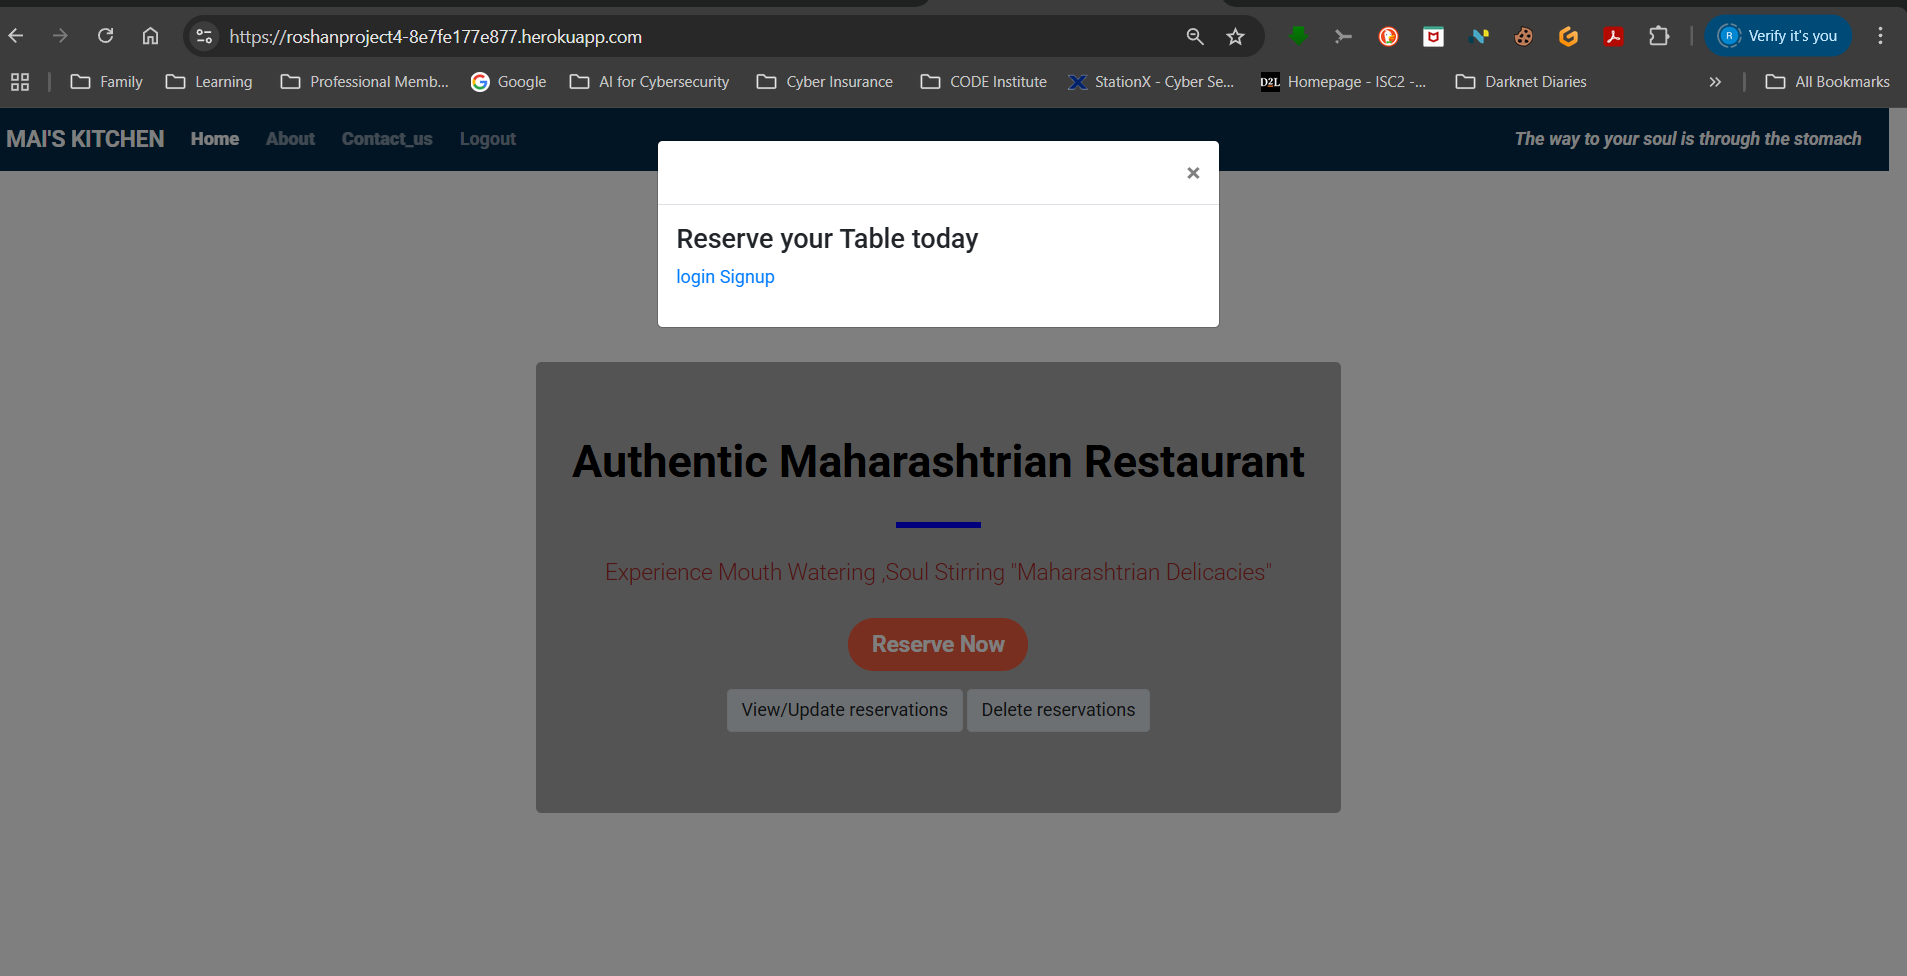 https://roshanproject4-8e7fe177e877.herokuapp.com
R Verify it's you
Family Learning Professional Memb... Google AI for Cybersecurity Cyber Insurance CODE Institute StationX - Cyber Se... D2L Homepage - ISC2 -... Darknet Diaries » All Bookmarks
MAI'S KITCHEN Home About Contact_us Logout The way to your soul is through the stomach
×
Reserve your Table today
login Signup
Authentic Maharashtrian Restaurant
Experience Mouth Watering ,Soul Stirring "Maharashtrian Delicacies"
Reserve Now
View/Update reservations Delete reservations